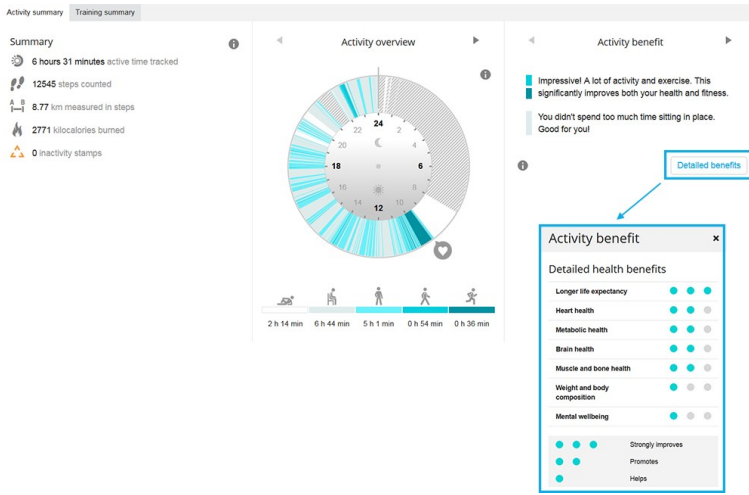 Activity summary
Training summary
Summary
6 hours 31 minutes active time tracked
12545 steps counted
A B
8.77 km measured in steps
2771 kilocalories burned
0 inactivity stamps
Activity overview
24
22
2
20
4
18
6
16
8
14
10
12
2 h 14 min
6 h 44 min
5 h 1 min
0 h 54 min
0 h 36 min
Activity benefit
Impressive! A lot of activity and exercise. This
significantly improves both your health and fitness.
You didn't spend too much time sitting in place.
Good for you!
Detailed benefits
Activity benefit
×
Detailed health benefits
Longer life expectancy
Heart health
Metabolic health
Brain health
Muscle and bone health
Weight and body
composition
Mental wellbeing
Strongly improves
Promotes
Helps